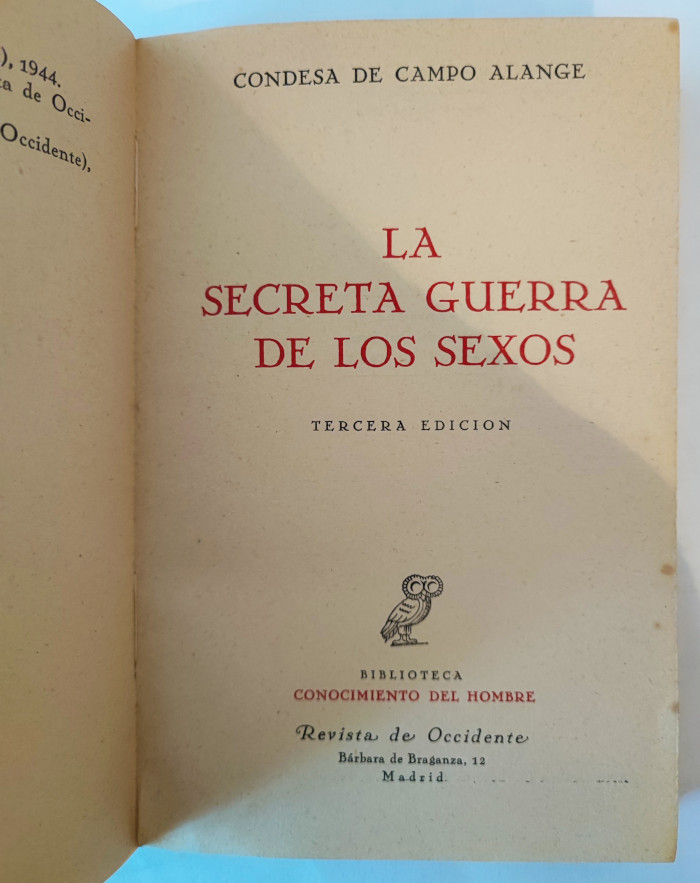 ), 1944.
ta de Occi-
Occidente),
CONDESA DE CAMPO ALANGE
LA
SECRETA GUERRA
DE LOS SEXOS
TERCERA EDICION
BIBLIOTECA
CONOCIMIENTO DEL HOMBRE
Revista de Occidente
Bárbara de Braganza, 12
Madrid